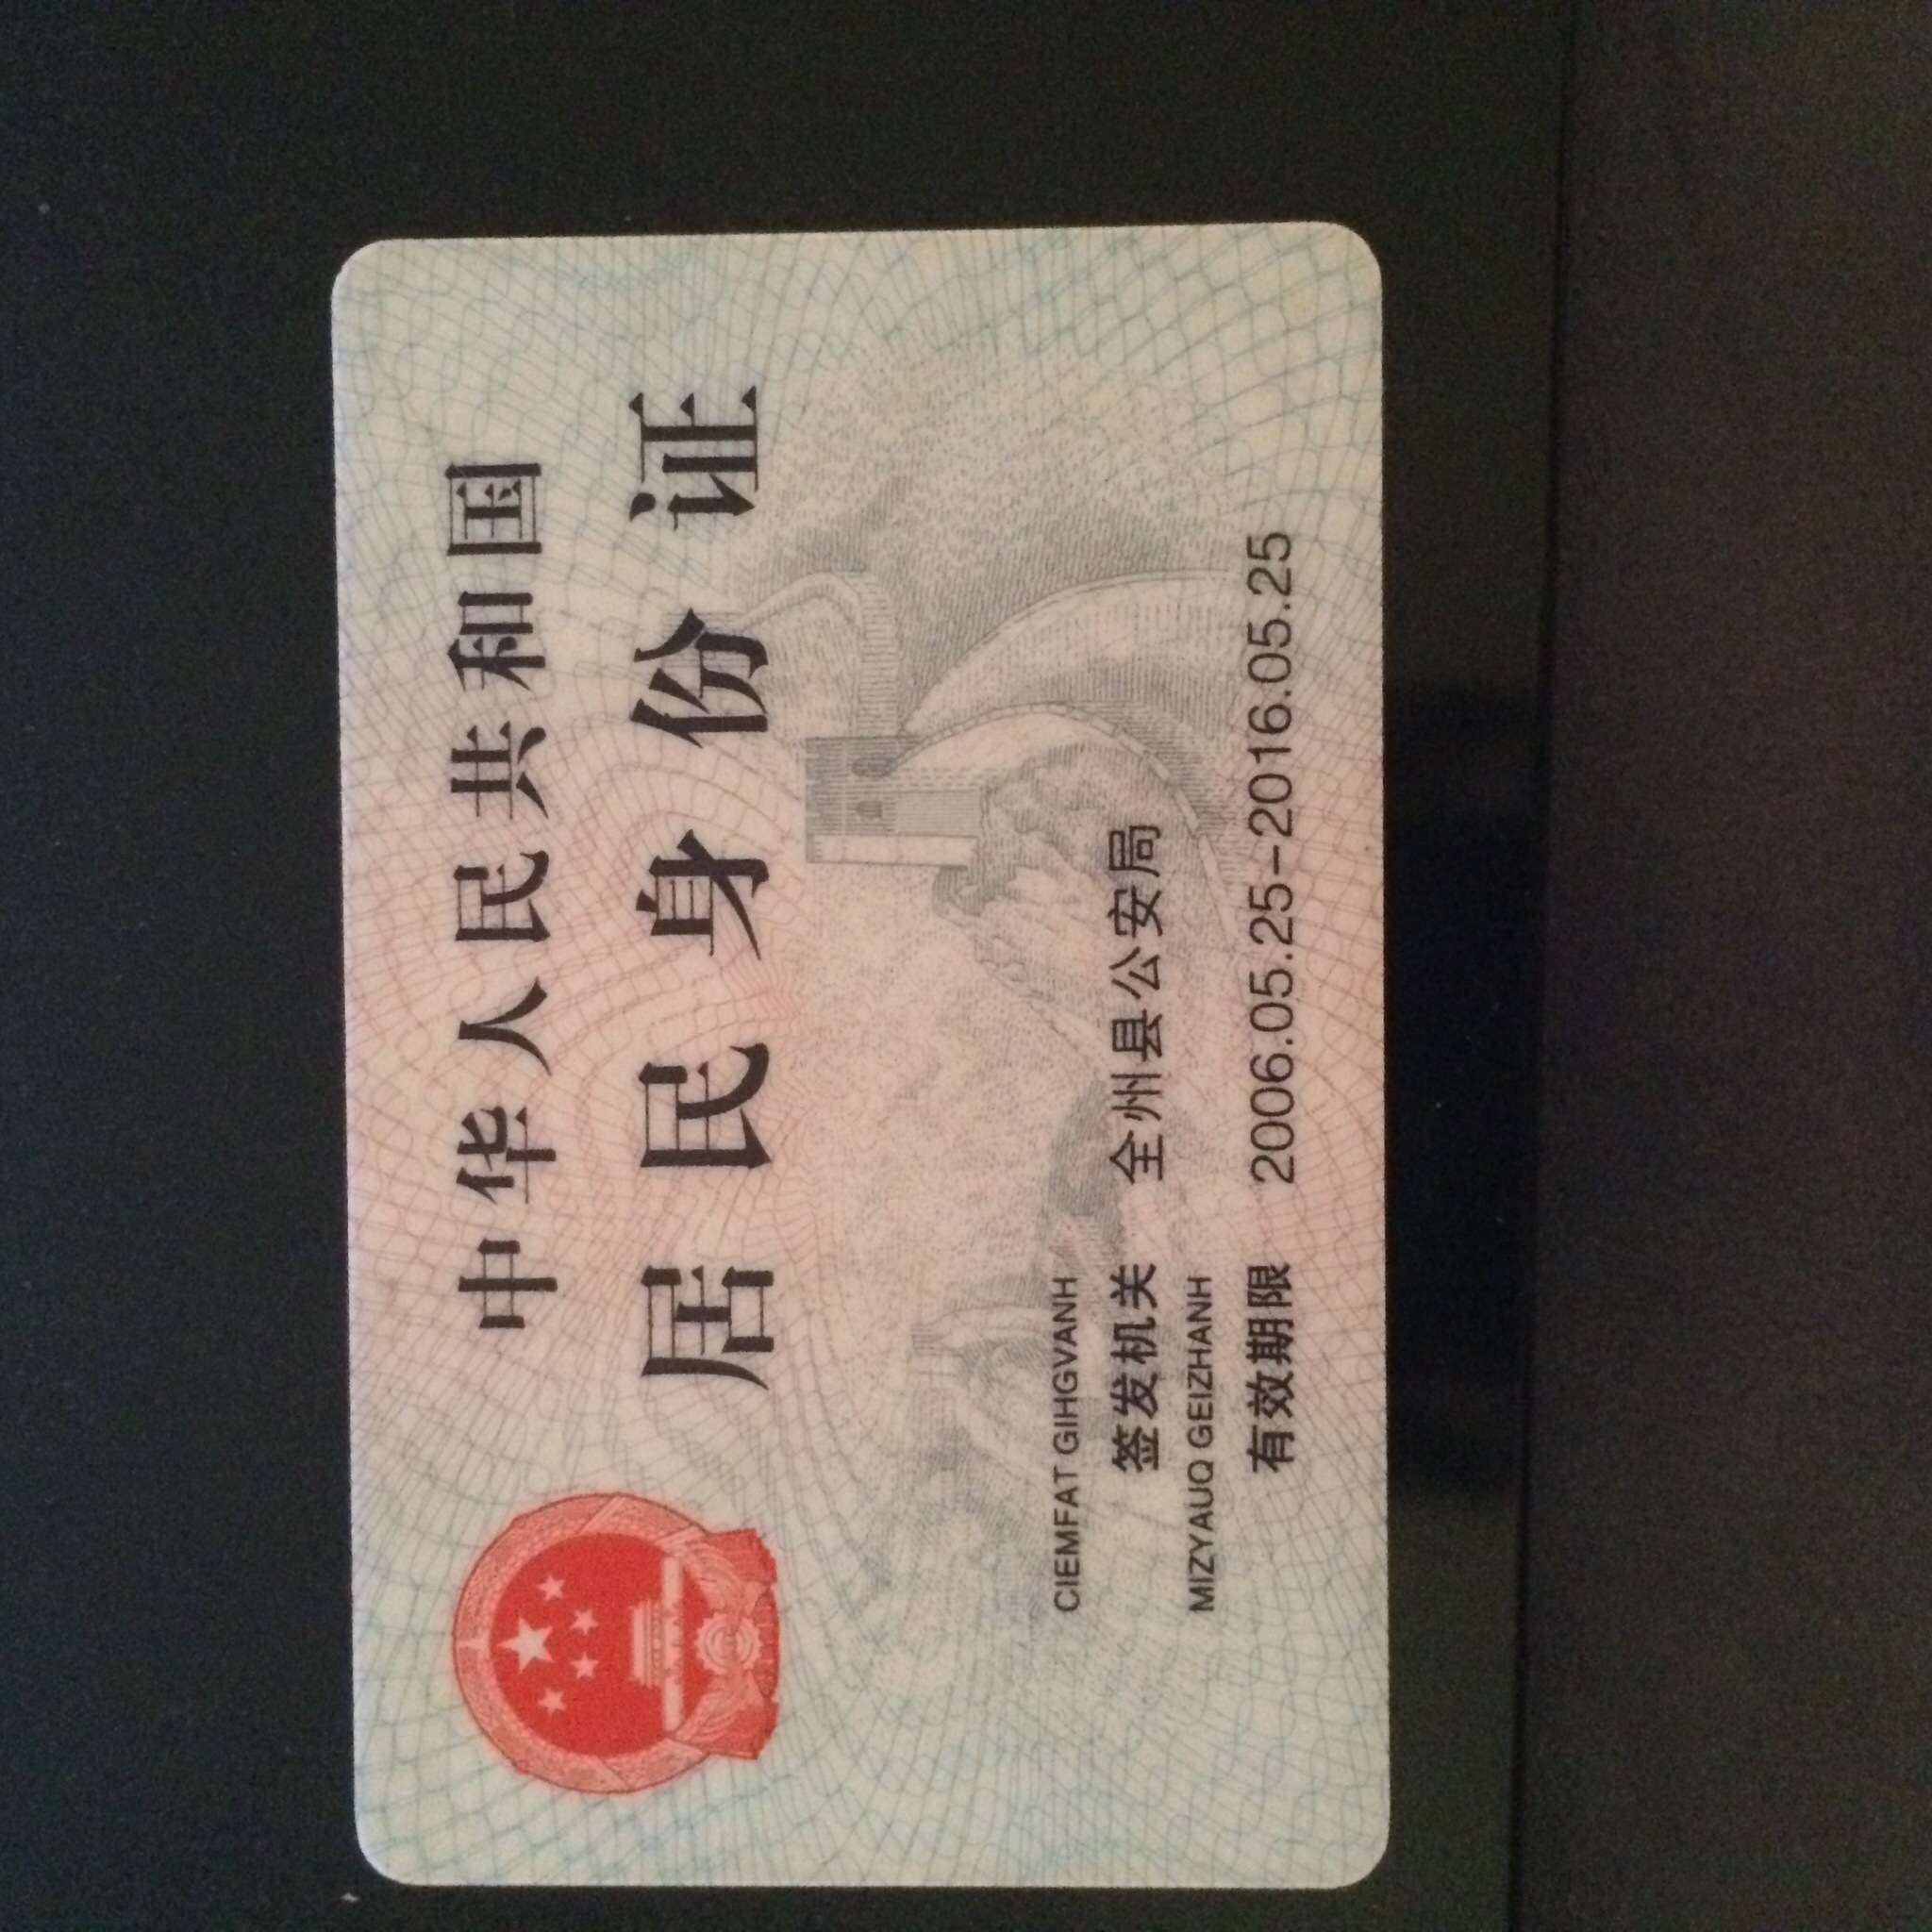 中华人民共和国
居民身份证
CIEMFAT GIHGVANH
签发机关 全州县公安局
MIZYAUQ GEIZHANH
有效期限 2006.05.25-2016.05.25